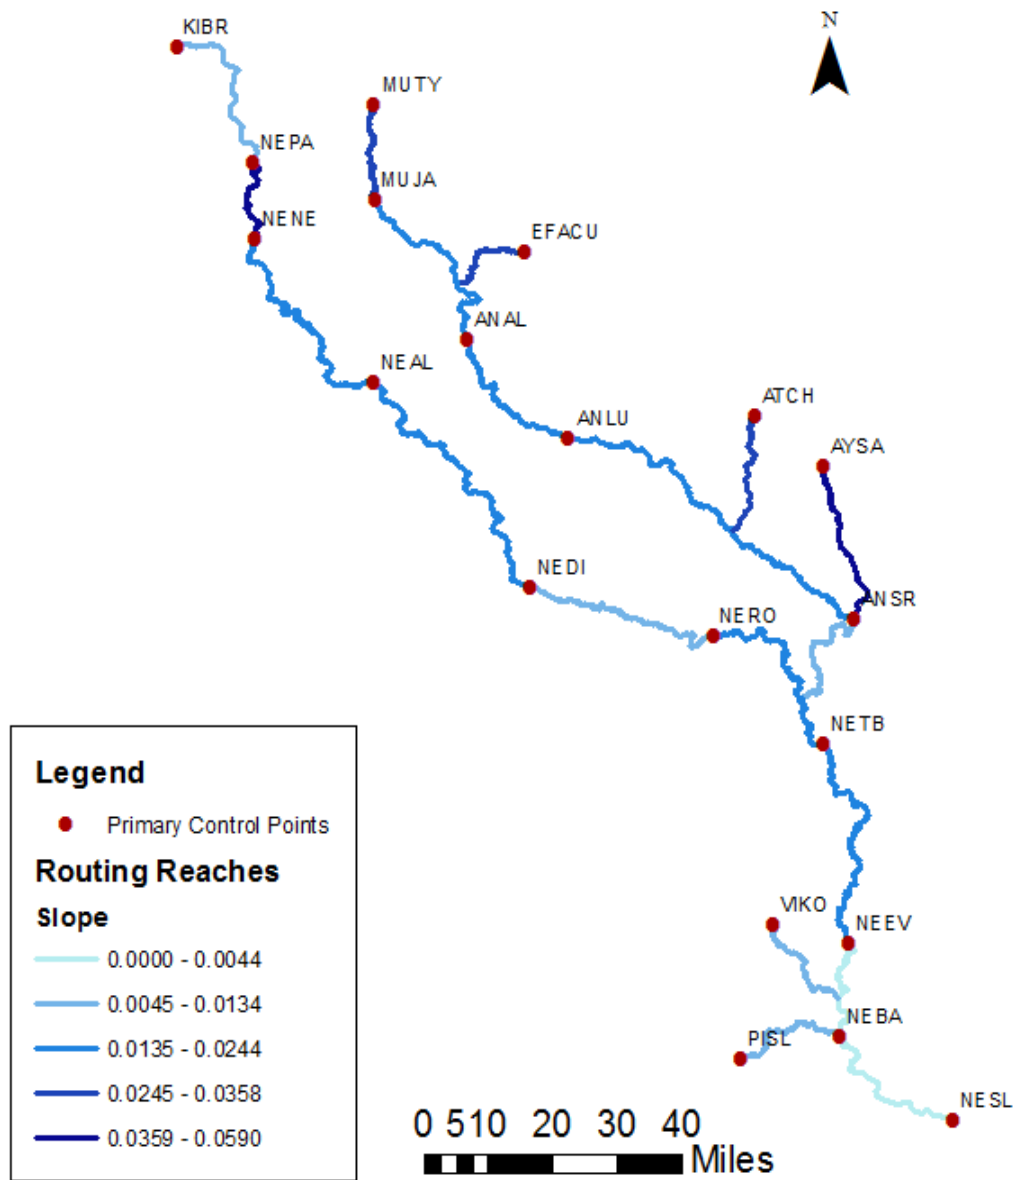 KIBR
N
MUTY
NEPA
MUJA
NENE
EFACU
ANAL
NEAL
ATCH
ANLU
AYSA
NEDI
ANSR
NERO
NETB
Legend
Primary Control Points
Routing Reaches
Slope
0.0000 - 0.0044
0.0045 - 0.0134
0.0135 - 0.0244
0.0245 - 0.0358
0.0359 - 0.0590
VIKO
NEEV
NEBA
PISL
NESL
0 5 10 20 30 40
Miles